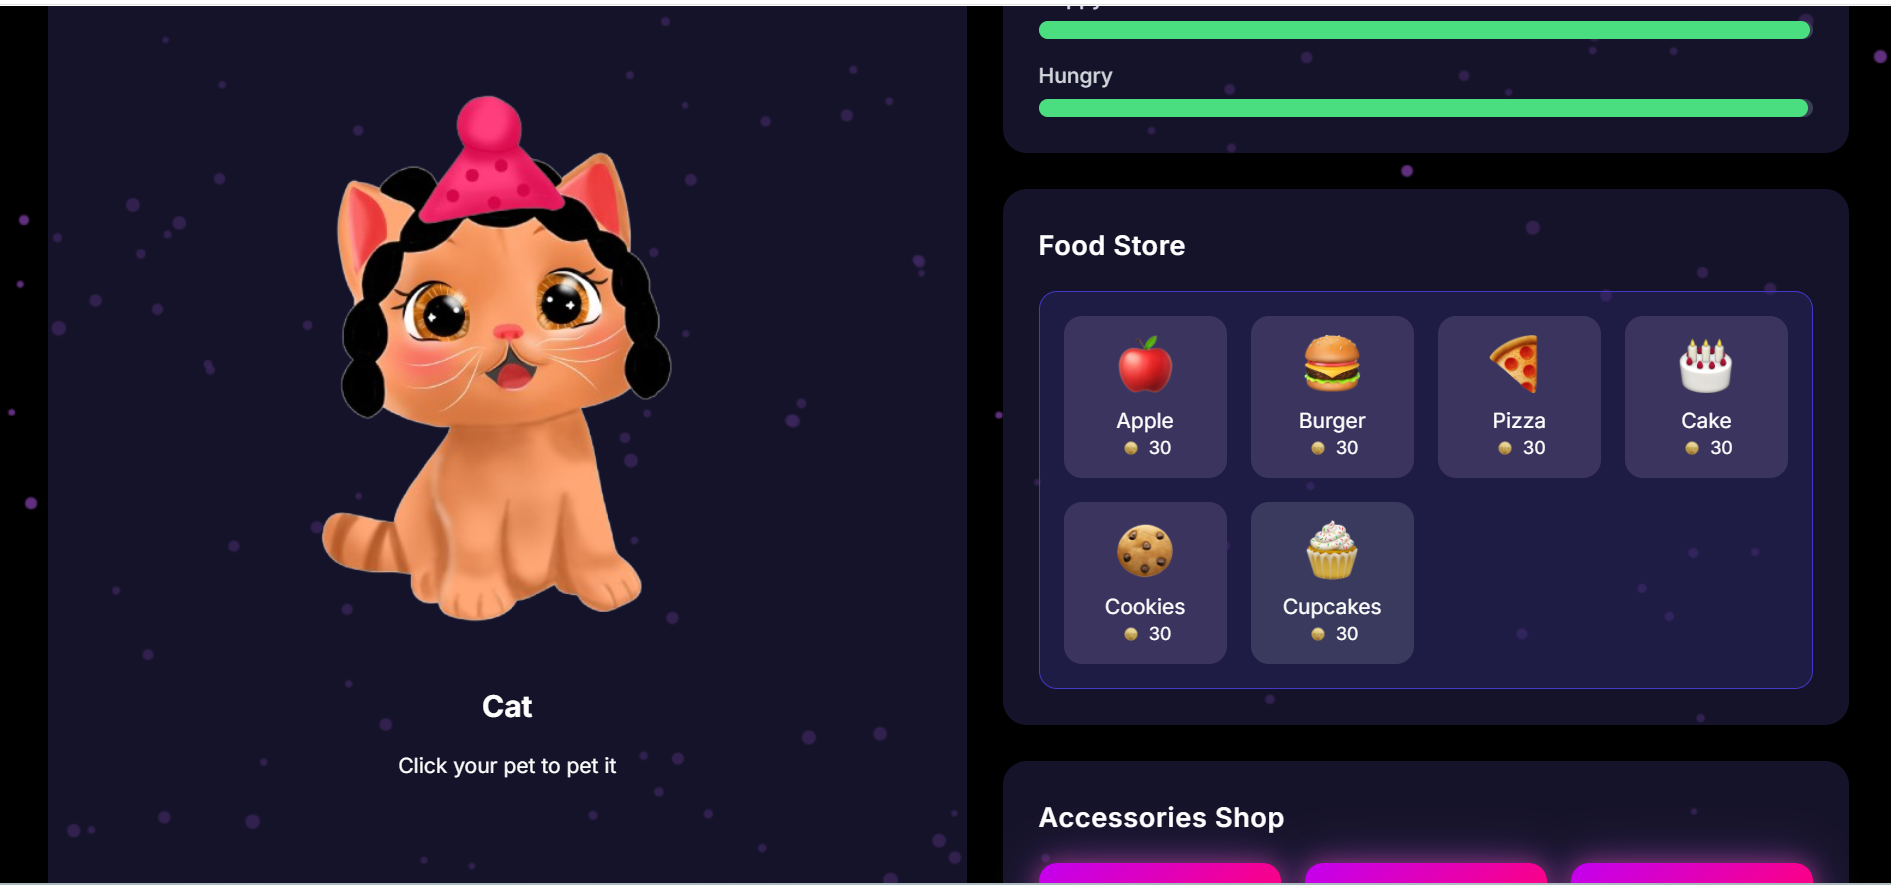 Hungry
Food Store
Apple
30
Burger
30
Pizza
30
Cake
30
Cookies
30
Cupcakes
30
Accessories Shop
Cat
Click your pet to pet it